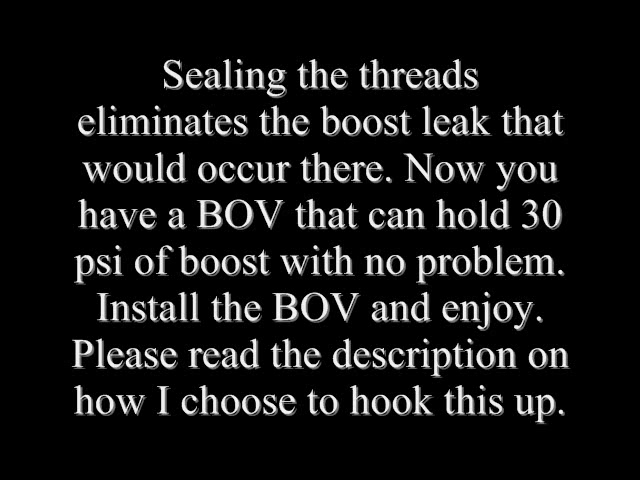 Sealing the threads
eliminates the boost leak that
would occur there. Now you
have a BOV that can hold 30
psi of boost with no problem.
Install the BOV and enjoy.
Please read the description on
how I choose to hook this up.